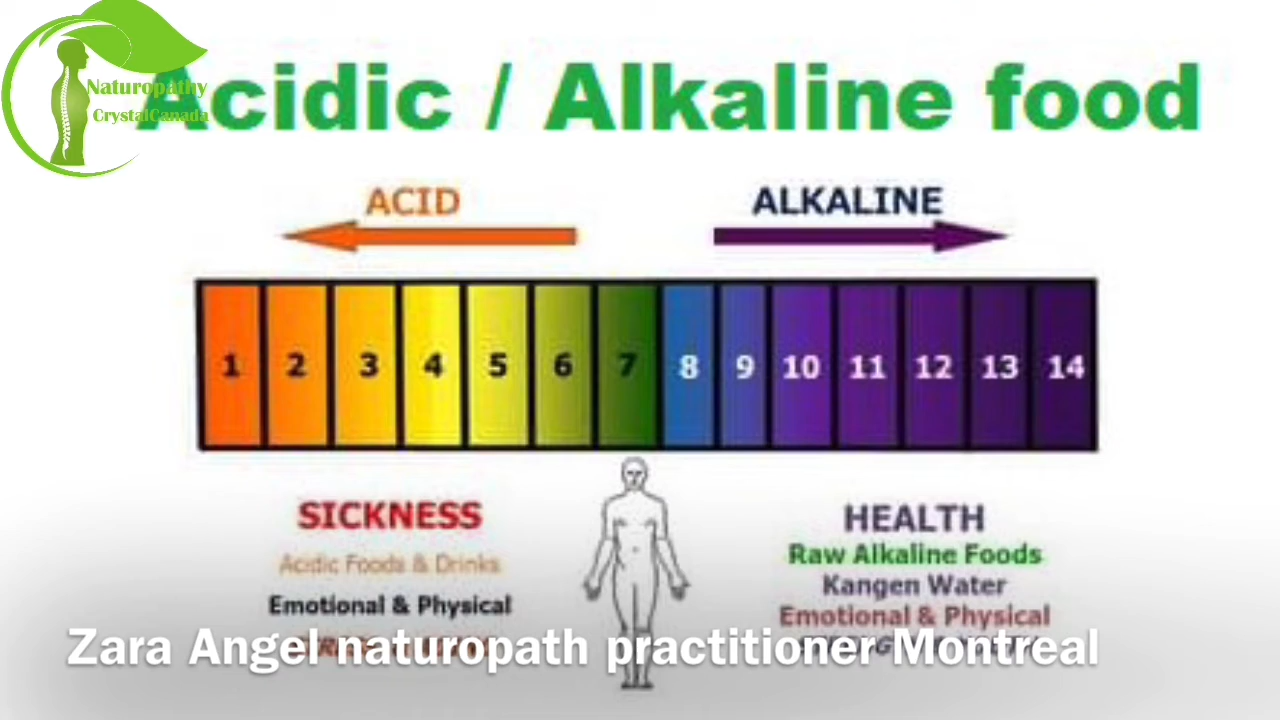 Naturopathy
CrystalCanada
Acidic / Alkaline food
ACID
ALKALINE
1 2 3 4 5 6 7 8 9 10 11 12 13 14
SICKNESS
Acidic Foods & Drinks
Emotional & Physical
HEALTH
Raw Alkaline Foods
Kangen Water
Emotional & Physical
Zara Angel naturopath practitioner Montreal